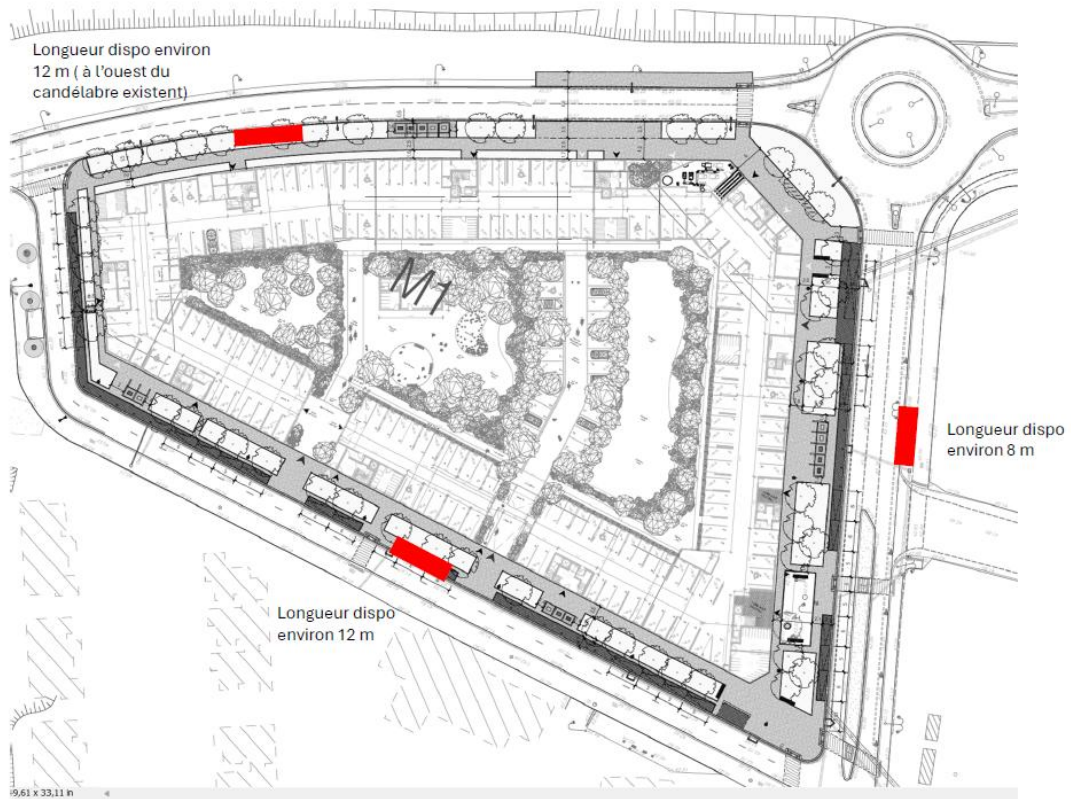 Longueur dispo environ
12 m ( à l'ouest du
candélabre existent)
M1
Longueur dispo
environ 8 m
Longueur dispo
environ 12 m
9,61 x 33,11 in